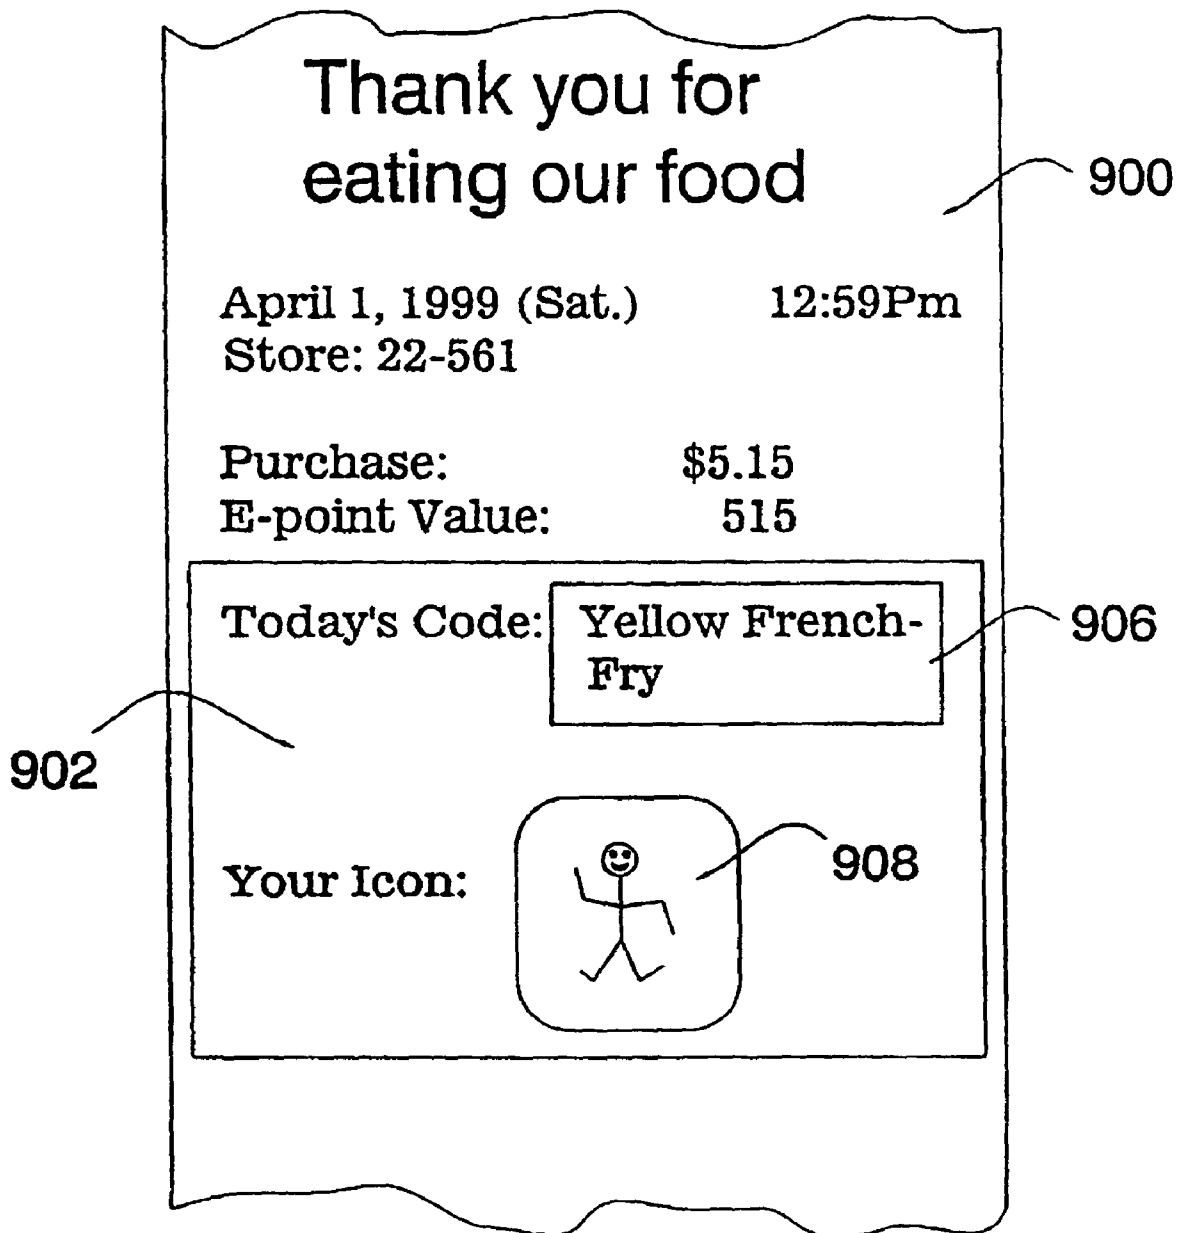 Thank you for
eating our food
900
April 1, 1999 (Sat.) 12:59Pm
Store: 22-561
Purchase: $5.15
E-point Value: 515
Today's Code: Yellow French-
Fry
906
902
Your Icon:
908